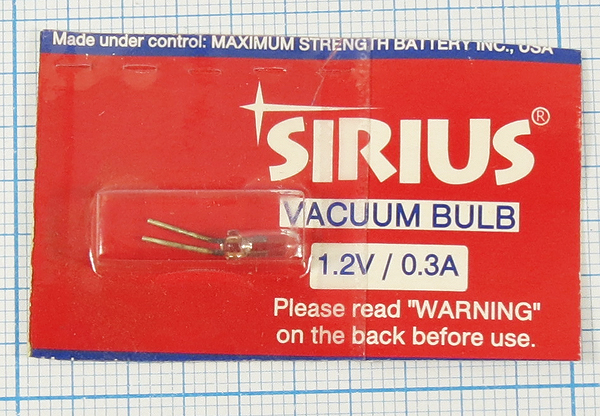 Made under control: MAXIMUM STRENGTH BATTERY INC., USA
SIRIUS®
VACUUM BULB
1.2V / 0.3A
Please read "WARNING"
on the back before use.